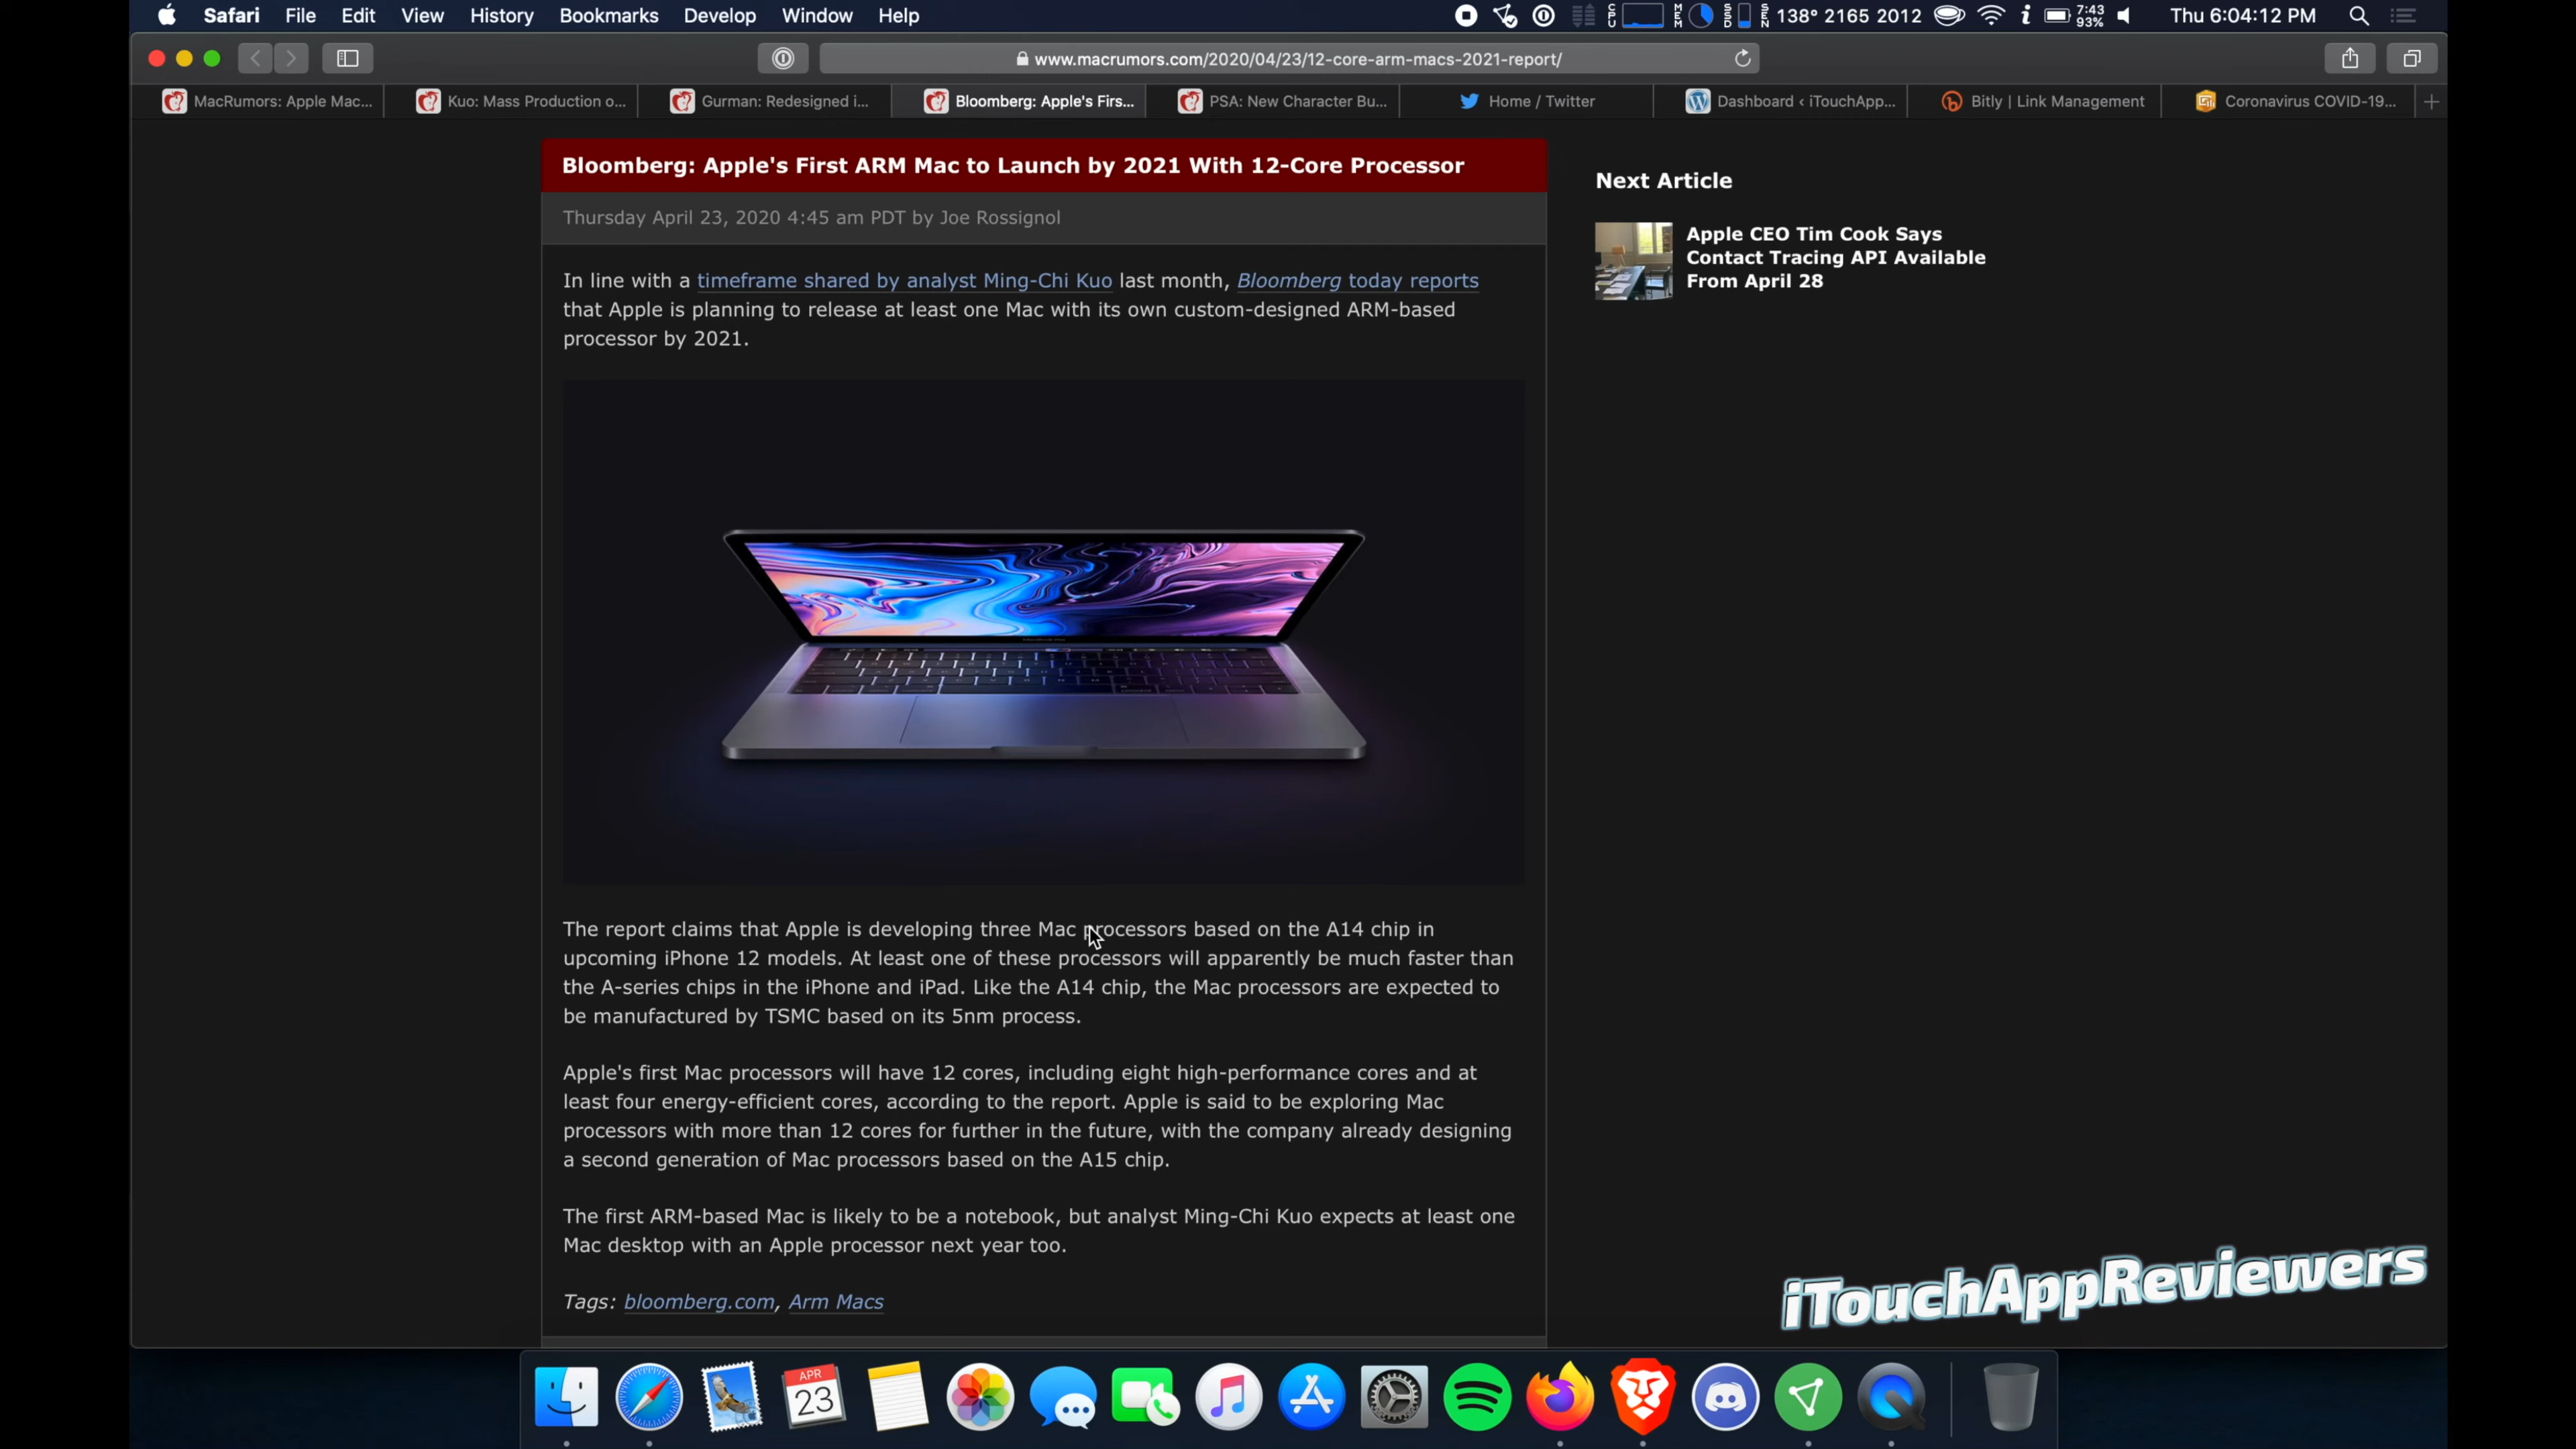 Safari File Edit View History Bookmarks Develop Window Help
CPU MEM SSD SEN 138° 2165 2012 7:43 93% Thu 6:04:12 PM
www.macrumors.com/2020/04/23/12-core-arm-macs-2021-report/
MacRumors: Apple Mac... Kuo: Mass Production o... Gurman: Redesigned i... Bloomberg: Apple's Firs... PSA: New Character Bu... Home / Twitter Dashboard ‹ iTouchApp... Bitly | Link Management Coronavirus COVID-19...
Bloomberg: Apple's First ARM Mac to Launch by 2021 With 12-Core Processor
Thursday April 23, 2020 4:45 am PDT by Joe Rossignol
In line with a timeframe shared by analyst Ming-Chi Kuo last month, Bloomberg today reports
that Apple is planning to release at least one Mac with its own custom-designed ARM-based
processor by 2021.
The report claims that Apple is developing three Mac processors based on the A14 chip in
upcoming iPhone 12 models. At least one of these processors will apparently be much faster than
the A-series chips in the iPhone and iPad. Like the A14 chip, the Mac processors are expected to
be manufactured by TSMC based on its 5nm process.
Apple's first Mac processors will have 12 cores, including eight high-performance cores and at
least four energy-efficient cores, according to the report. Apple is said to be exploring Mac
processors with more than 12 cores for further in the future, with the company already designing
a second generation of Mac processors based on the A15 chip.
The first ARM-based Mac is likely to be a notebook, but analyst Ming-Chi Kuo expects at least one
Mac desktop with an Apple processor next year too.
Tags: bloomberg.com, Arm Macs
Next Article
Apple CEO Tim Cook Says
Contact Tracing API Available
From April 28
iTouchAppReviewers
APR
23